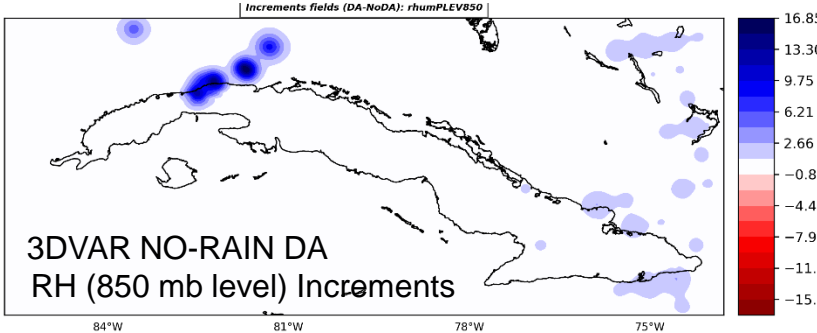 Increments fields (DA-NoDA): rhumPLEV850
16.85
13.30
9.75
6.21
2.66
-0.8
-4.4
-7.9
-11.
-15.
3DVAR NO-RAIN DA
RH (850 mb level) Increments
84°W
81°W
78°W
75°W